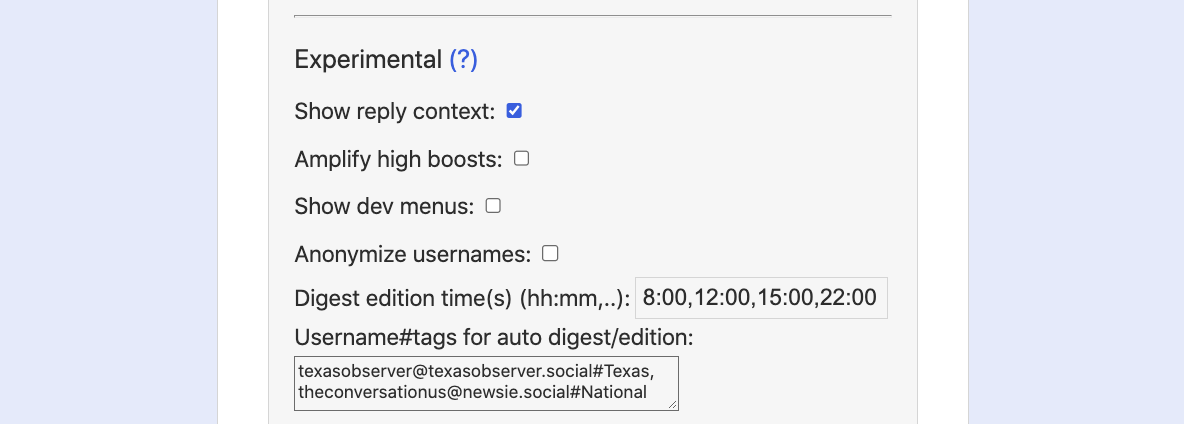 Experimental (?)
Show reply context:
Amplify high boosts:
Show dev menus:
Anonymize usernames:
Digest edition time(s) (hh:mm,..): 8:00,12:00,15:00,22:00
Username#tags for auto digest/edition:
texasobserver@texasobserver.social#Texas,
theconversationus@newsie.social#National